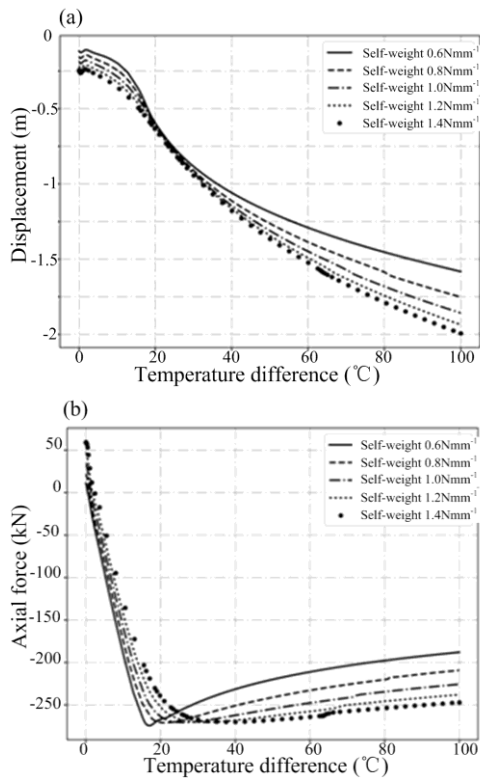 (a)
0
-0.5
-1
-1.5
-2
Displacement (m)
Self-weight 0.6Nmm⁻¹
Self-weight 0.8Nmm⁻¹
Self-weight 1.0Nmm⁻¹
Self-weight 1.2Nmm⁻¹
Self-weight 1.4Nmm⁻¹
0 20 40 60 80 100
Temperature difference (℃)
(b)
50
0
-50
-100
-150
-200
-250
Axial force (kN)
Self-weight 0.6Nmm⁻¹
Self-weight 0.8Nmm⁻¹
Self-weight 1.0Nmm⁻¹
Self-weight 1.2Nmm⁻¹
Self-weight 1.4Nmm⁻¹
0 20 40 60 80 100
Temperature difference (℃)